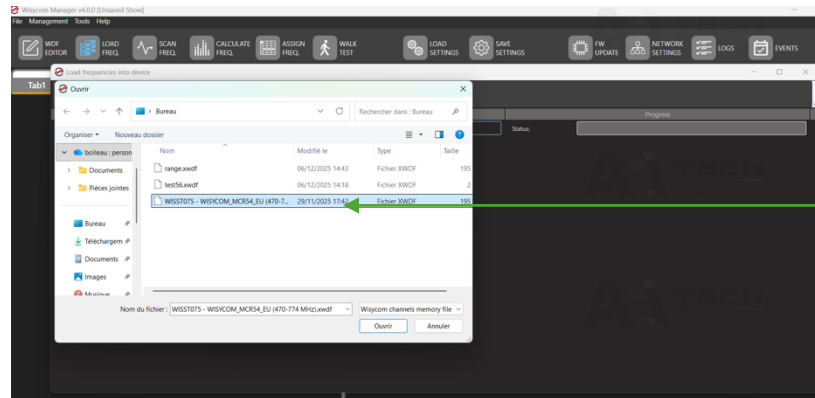 Wisycom Manager v4.0.0 [Unsaved Show]
File Management Tools Help
WDF EDITOR
LOAD FREQ.
SCAN FREQ.
CALCULATE FREQ.
ASSIGN FREQ.
WALK TEST
LOAD SETTINGS
SAVE SETTINGS
FW UPDATE
NETWORK SETTINGS
LOGS
EVENTS
Tab1
Load frequencies into device
Progress
Status:
Ouvrir
Bureau
Rechercher dans : Bureau
Organiser
Nouveau dossier
Nom Modifié le Type Taille
boileau : person
Documents
Pièces jointes
Bureau
Téléchargem
Documents
Images
Musique
range.xwdf 06/12/2025 14:43 Fichier XWDF 195
test56.xwdf 06/12/2025 14:18 Fichier XWDF 2
WISST075 - WISYCOM_MCR54_EU (470-7... 29/11/2025 17:42 Fichier XWDF 195
Nom du fichier : WISST075 - WISYCOM_MCR54_EU (470-774 MHz).xwdf
Wisycom channels memory file
Ouvrir Annuler